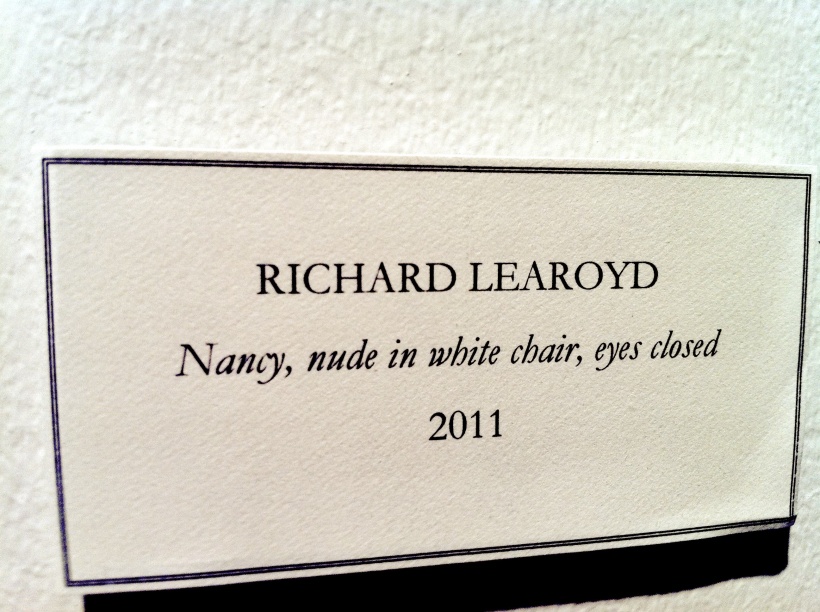 RICHARD LEAROYD
Nancy, nude in white chair, eyes closed
2011